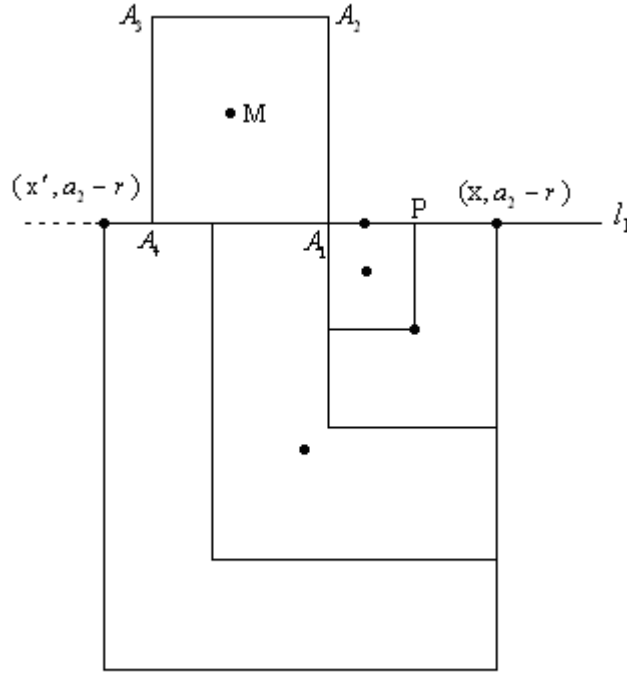 A₃ A₂
M
(x′, a₂ − r) P (x, a₂ − r)
A₄ A₁ l₁